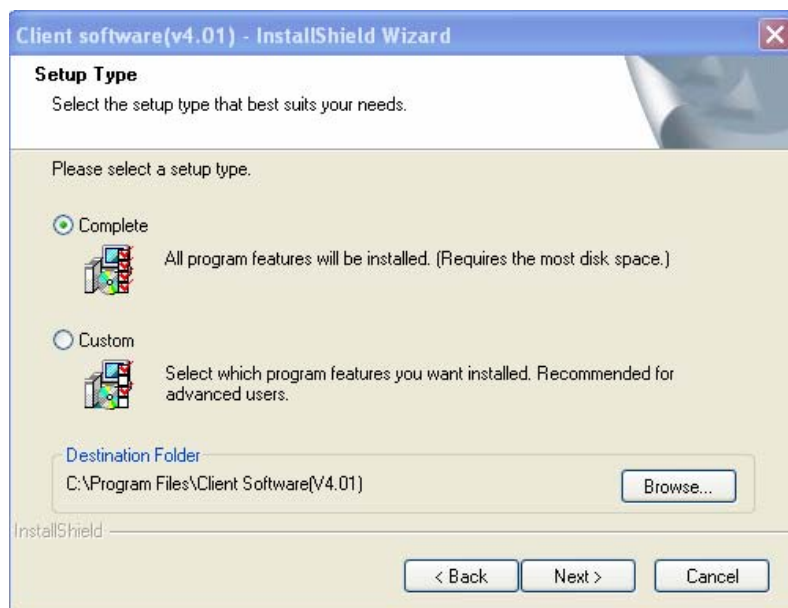 Client software(v4.01) - InstallShield Wizard
Setup Type
Select the setup type that best suits your needs.
Please select a setup type.
Complete
All program features will be installed. (Requires the most disk space.)
Custom
Select which program features you want installed. Recommended for
advanced users.
Destination Folder
C:\Program Files\Client Software(V4.01)
Browse...
InstallShield
< Back Next > Cancel